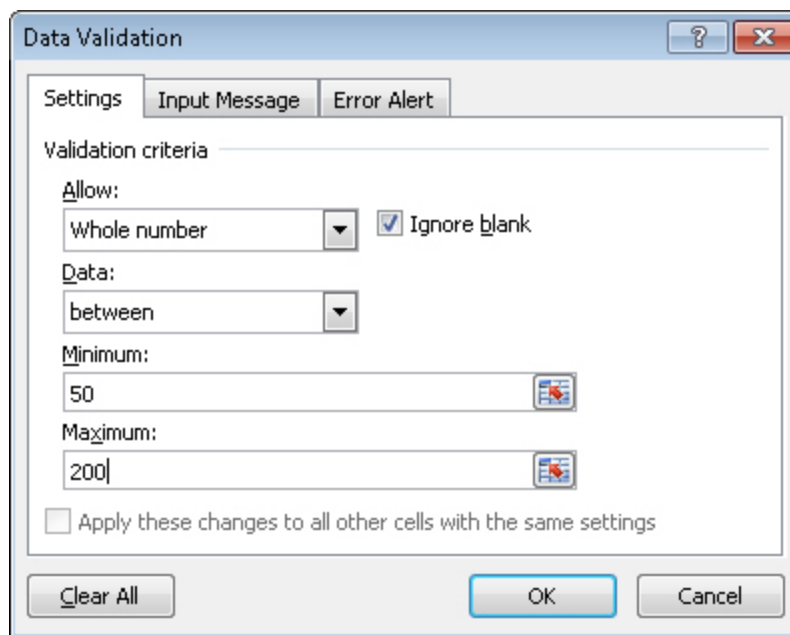 Data Validation
Settings Input Message Error Alert
Validation criteria
Allow:
Whole number Ignore blank
Data:
between
Minimum:
50
Maximum:
200
Apply these changes to all other cells with the same settings
Clear All OK Cancel